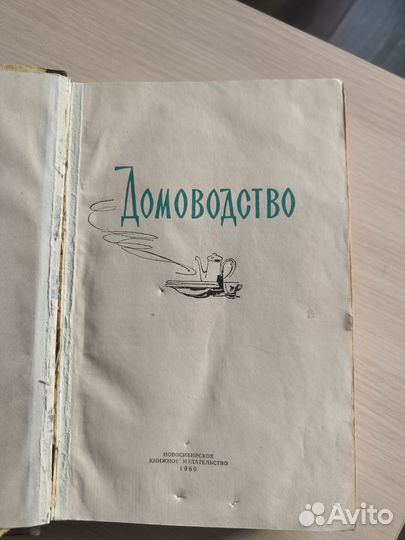 Домоводство
НОВОСИБИРСКОЕ
КНИЖНОЕ ИЗДАТЕЛЬСТВО
1960
Avito